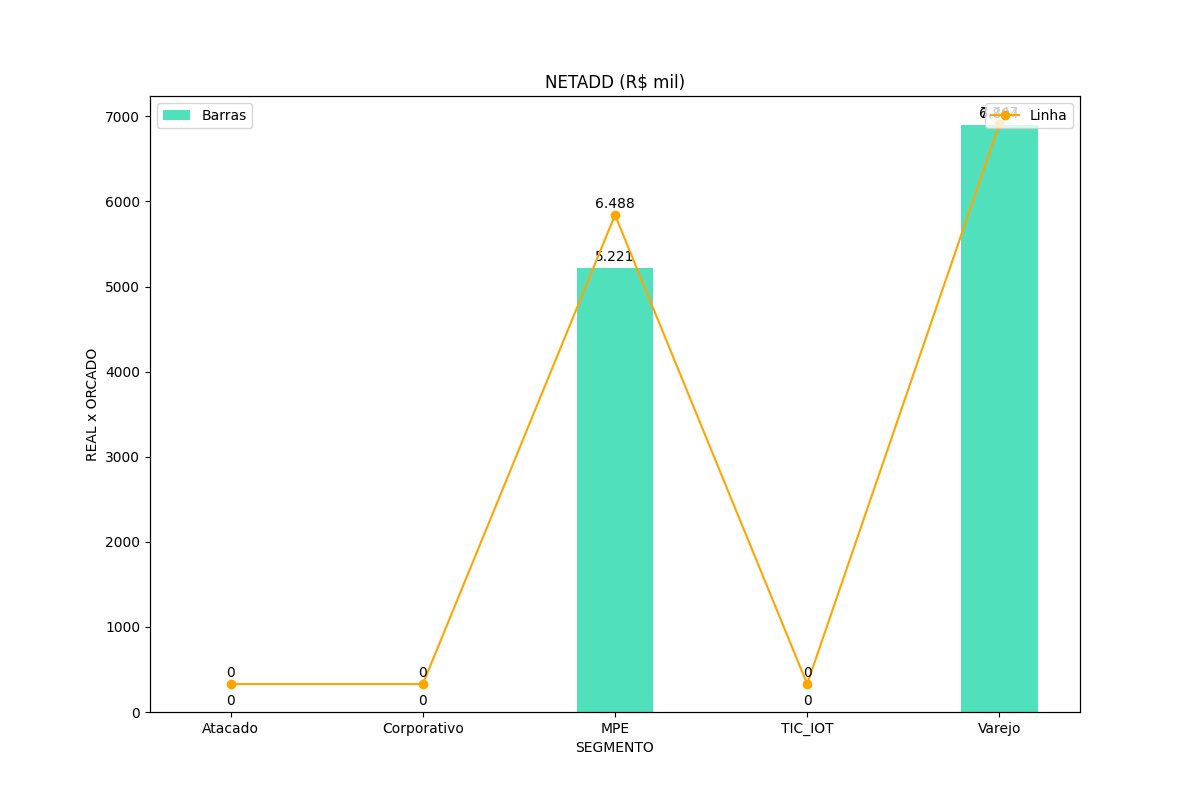 NETADD (R$ mil)
Barras
Linha
7000
6000
5000
4000
3000
2000
1000
0
REAL x ORCADO
6.488
5.221
0
0
0
0
0
0
Atacado
Corporativo
MPE
TIC_IOT
Varejo
SEGMENTO